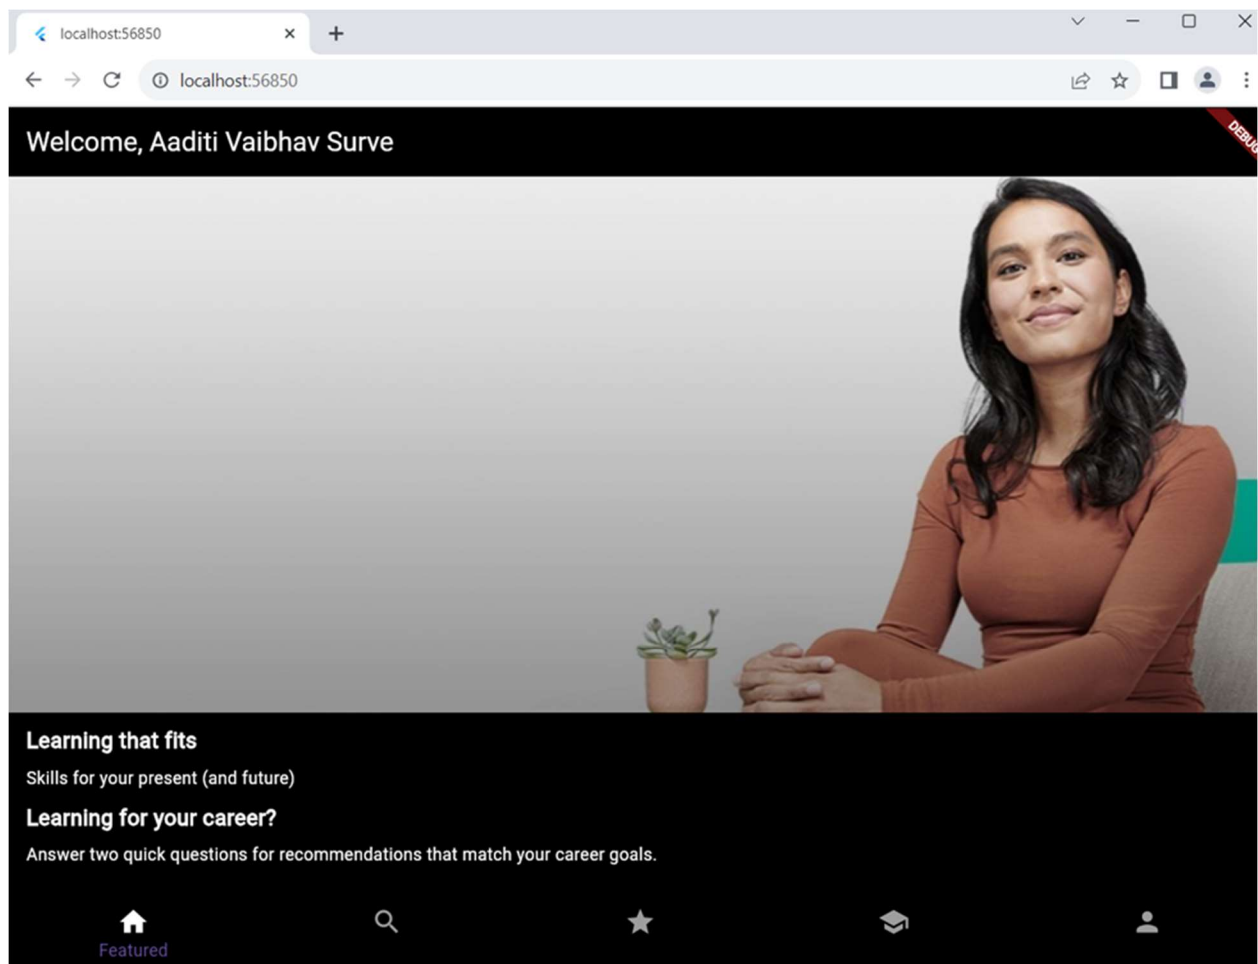 localhost:56850
localhost:56850
Welcome, Aaditi Vaibhav Surve
DEBUG
Learning that fits
Skills for your present (and future)
Learning for your career?
Answer two quick questions for recommendations that match your career goals.
Featured